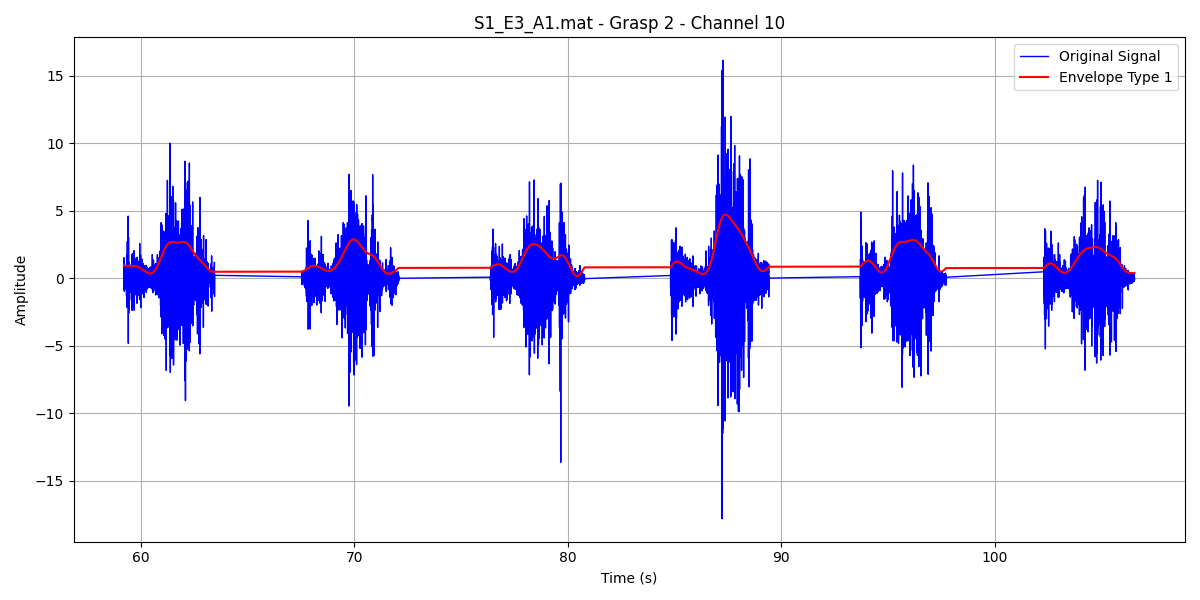 S1_E3_A1.mat - Grasp 2 - Channel 10
Original Signal
Envelope Type 1
Amplitude
15
10
5
0
−5
−10
−15
60 70 80 90 100
Time (s)